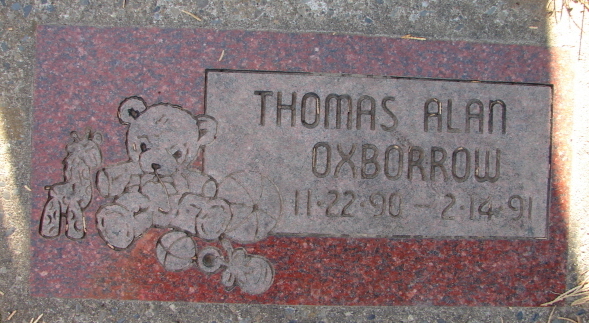 THOMAS ALAN
OXBORROW
11·22·90 - 2·14·91